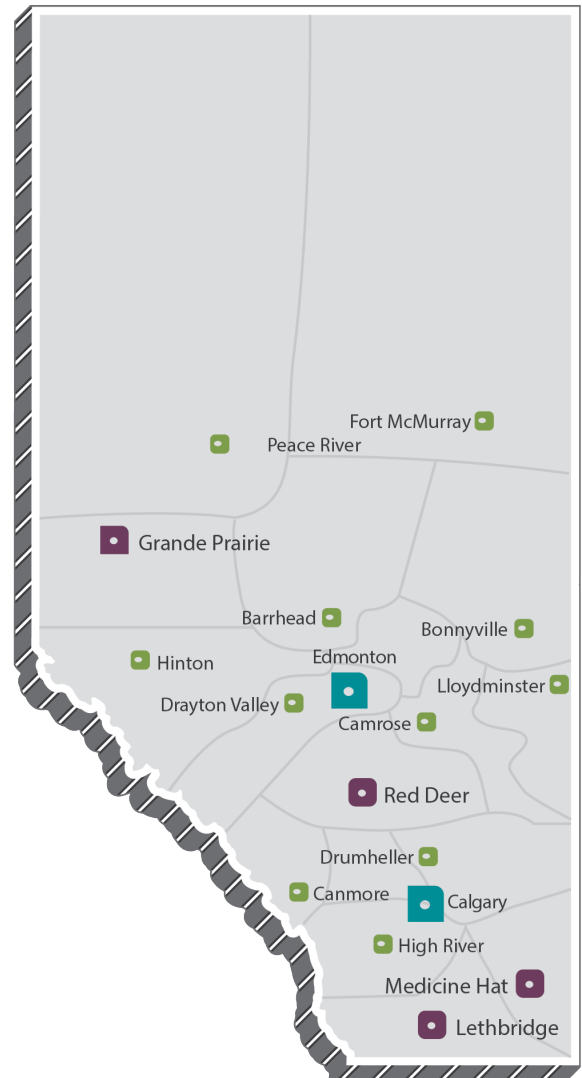 Fort McMurray
Peace River
Grande Prairie
Barrhead
Bonnyville
Edmonton
Hinton
Lloydminster
Drayton Valley
Camrose
Red Deer
Drumheller
Canmore
Calgary
High River
Medicine Hat
Lethbridge